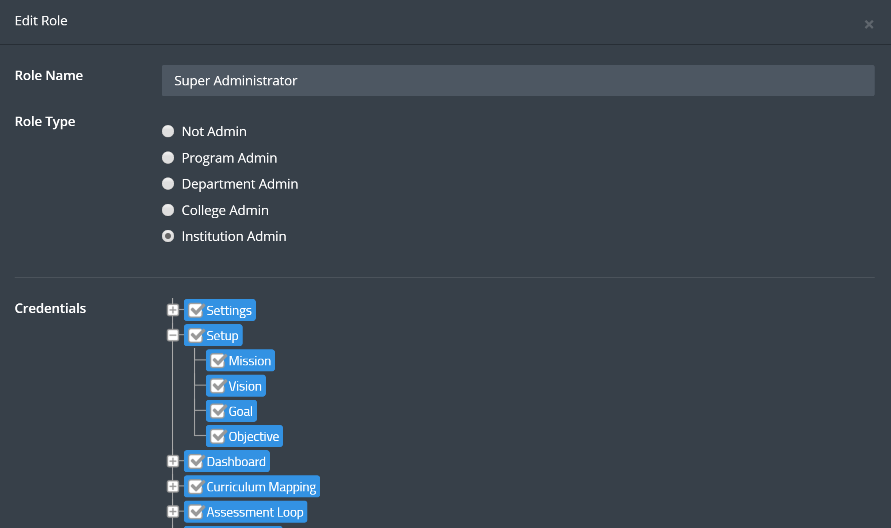 Edit Role
Role Name
Super Administrator
Role Type
Not Admin
Program Admin
Department Admin
College Admin
Institution Admin
Credentials
Settings
Setup
Mission
Vision
Goal
Objective
Dashboard
Curriculum Mapping
Assessment Loop